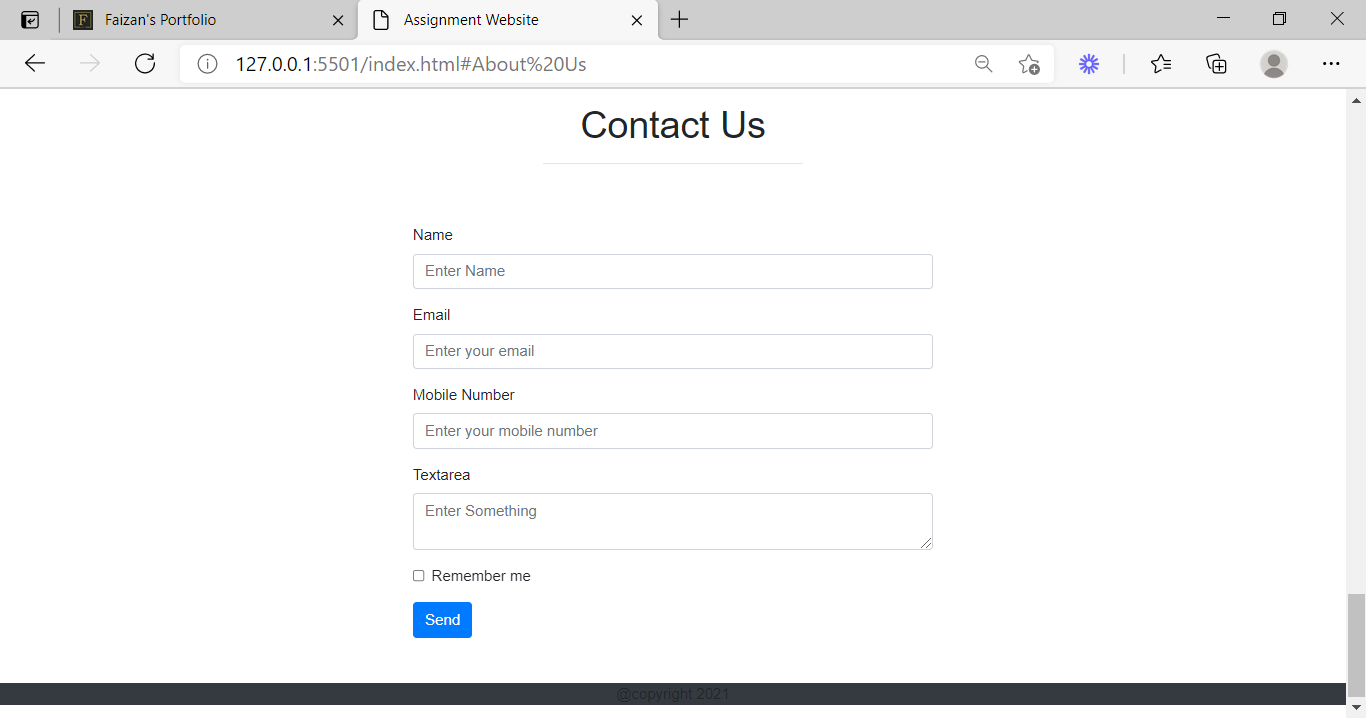 Faizan's Portfolio
Assignment Website
127.0.0.1:5501/index.html#About%20Us
Contact Us
Name
Enter Name
Email
Enter your email
Mobile Number
Enter your mobile number
Textarea
Enter Something
Remember me
Send
@copyright 2021